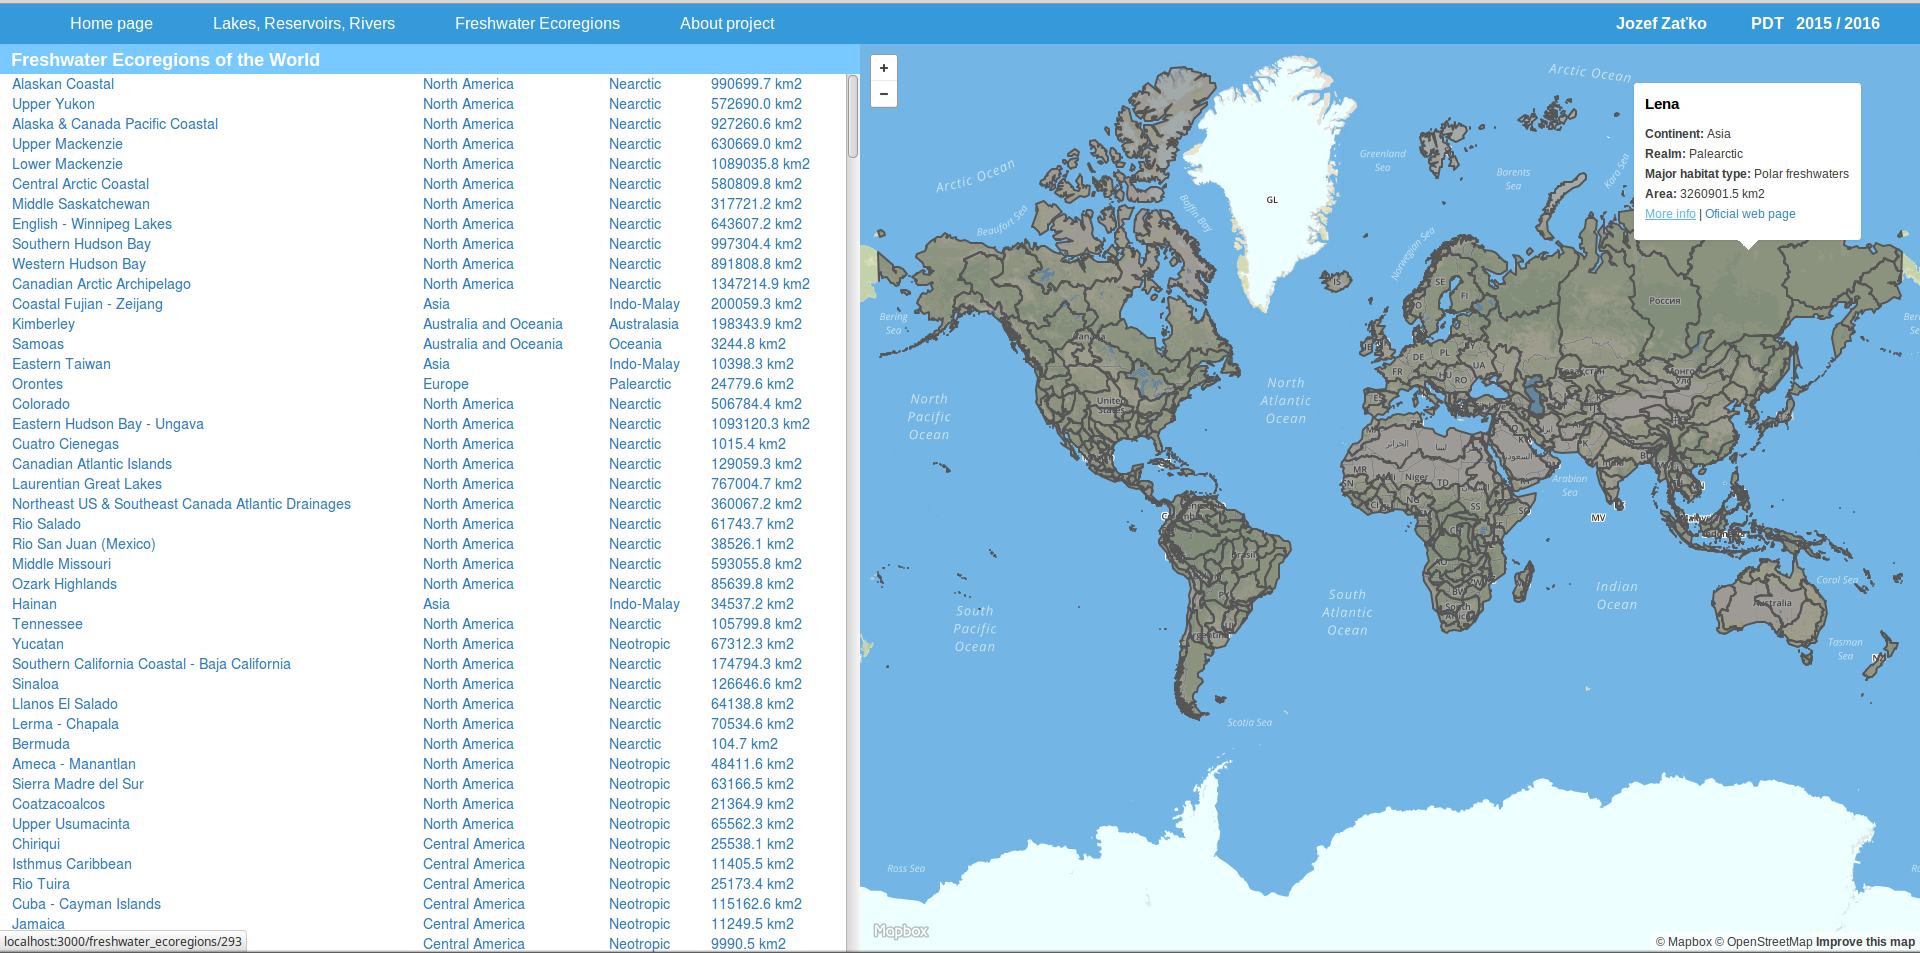 Home page Lakes, Reservoirs, Rivers Freshwater Ecoregions About project Jozef Zaťko PDT 2015 / 2016
Freshwater Ecoregions of the World
Alaskan Coastal North America Nearctic 990699.7 km2
Upper Yukon North America Nearctic 572690.0 km2
Alaska & Canada Pacific Coastal North America Nearctic 927260.6 km2
Upper Mackenzie North America Nearctic 630669.0 km2
Lower Mackenzie North America Nearctic 1089035.8 km2
Central Arctic Coastal North America Nearctic 580809.8 km2
Middle Saskatchewan North America Nearctic 317721.2 km2
English - Winnipeg Lakes North America Nearctic 643607.2 km2
Southern Hudson Bay North America Nearctic 997304.4 km2
Western Hudson Bay North America Nearctic 891808.8 km2
Canadian Arctic Archipelago North America Nearctic 1347214.9 km2
Coastal Fujian - Zeijang Asia Indo-Malay 200059.3 km2
Kimberley Australia and Oceania Australasia 198343.9 km2
Samoas Australia and Oceania Oceania 3244.8 km2
Eastern Taiwan Asia Indo-Malay 10398.3 km2
Orontes Europe Palearctic 24779.6 km2
Colorado North America Nearctic 506784.4 km2
Eastern Hudson Bay - Ungava North America Nearctic 1093120.3 km2
Cuatro Cienegas North America Nearctic 1015.4 km2
Canadian Atlantic Islands North America Nearctic 129059.3 km2
Laurentian Great Lakes North America Nearctic 767004.7 km2
Northeast US & Southeast Canada Atlantic Drainages North America Nearctic 360067.2 km2
Rio Salado North America Nearctic 61743.7 km2
Rio San Juan (Mexico) North America Nearctic 38526.1 km2
Middle Missouri North America Nearctic 593055.8 km2
Ozark Highlands North America Nearctic 85639.8 km2
Hainan Asia Indo-Malay 34537.2 km2
Tennessee North America Nearctic 105799.8 km2
Yucatan North America Neotropic 67312.3 km2
Southern California Coastal - Baja California North America Nearctic 174794.3 km2
Sinaloa North America Nearctic 126646.6 km2
Llanos El Salado North America Nearctic 64138.8 km2
Lerma - Chapala North America Nearctic 70534.6 km2
Bermuda North America Nearctic 104.7 km2
Ameca - Manantlan North America Neotropic 48411.6 km2
Sierra Madre del Sur North America Neotropic 63166.5 km2
Coatzacoalcos North America Neotropic 21364.9 km2
Upper Usumacinta North America Neotropic 65562.3 km2
Chiriqui Central America Neotropic 25538.1 km2
Isthmus Caribbean Central America Neotropic 11405.5 km2
Rio Tuira Central America Neotropic 25173.4 km2
Cuba - Cayman Islands Central America Neotropic 115162.6 km2
Jamaica Central America Neotropic 11249.5 km2
Central America Neotropic 9990.5 km2
localhost:3000/freshwater_ecoregions/293
+
−
Lena
Continent: Asia
Realm: Palearctic
Major habitat type: Polar freshwaters
Area: 3260901.5 km2
More info | Oficial web page
Arctic Ocean
Arctic Ocean
Greenland
Sea
Barents
Sea
Kara Sea
Baffin Bay
Beaufort Sea
Norwegian Sea
GL
IS
SE
FI
Россия
Bering
Sea
DE
PL
UA
FR
HU
RO
United
States
North
Pacific
Ocean
North
Atlantic
Ocean
الجزائر
ليبيا
MR
Niger
TD
SN
SS
Arabian
Sea
MV
Brasil
BW
South
Pacific
Ocean
South
Atlantic
Ocean
Indian
Ocean
Coral Sea
Australia
Tasman
Sea
NZ
Scotia Sea
Ross Sea
Mapbox
© Mapbox © OpenStreetMap Improve this map